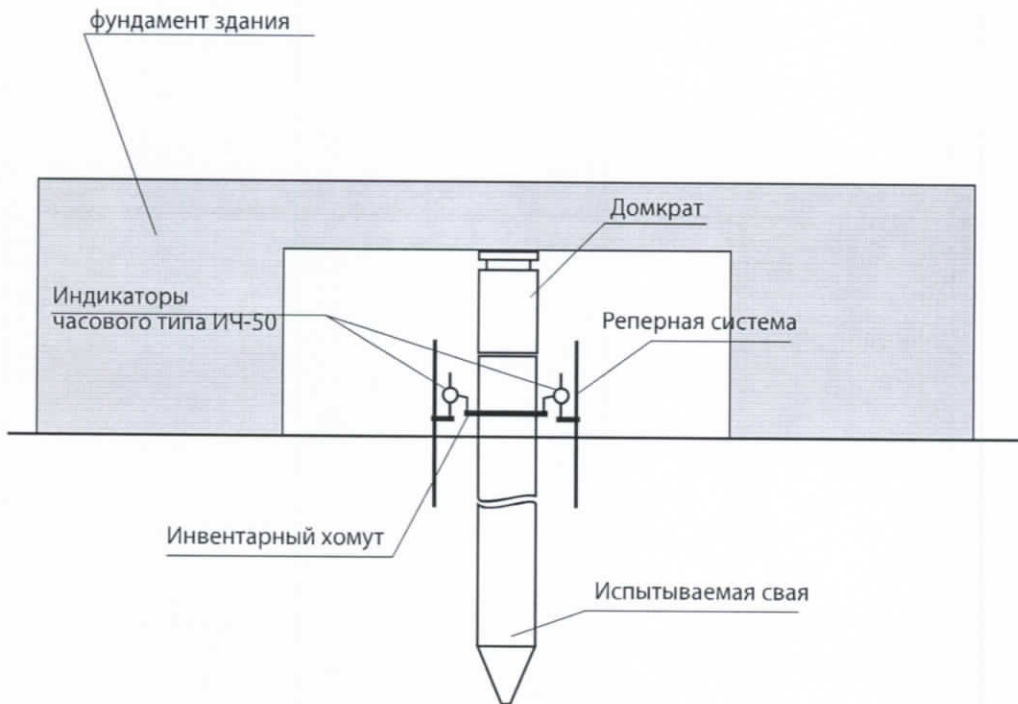 фундамент здания
Домкрат
Индикаторы
часового типа ИЧ-50
Реперная система
Инвентарный хомут
Испытываемая свая